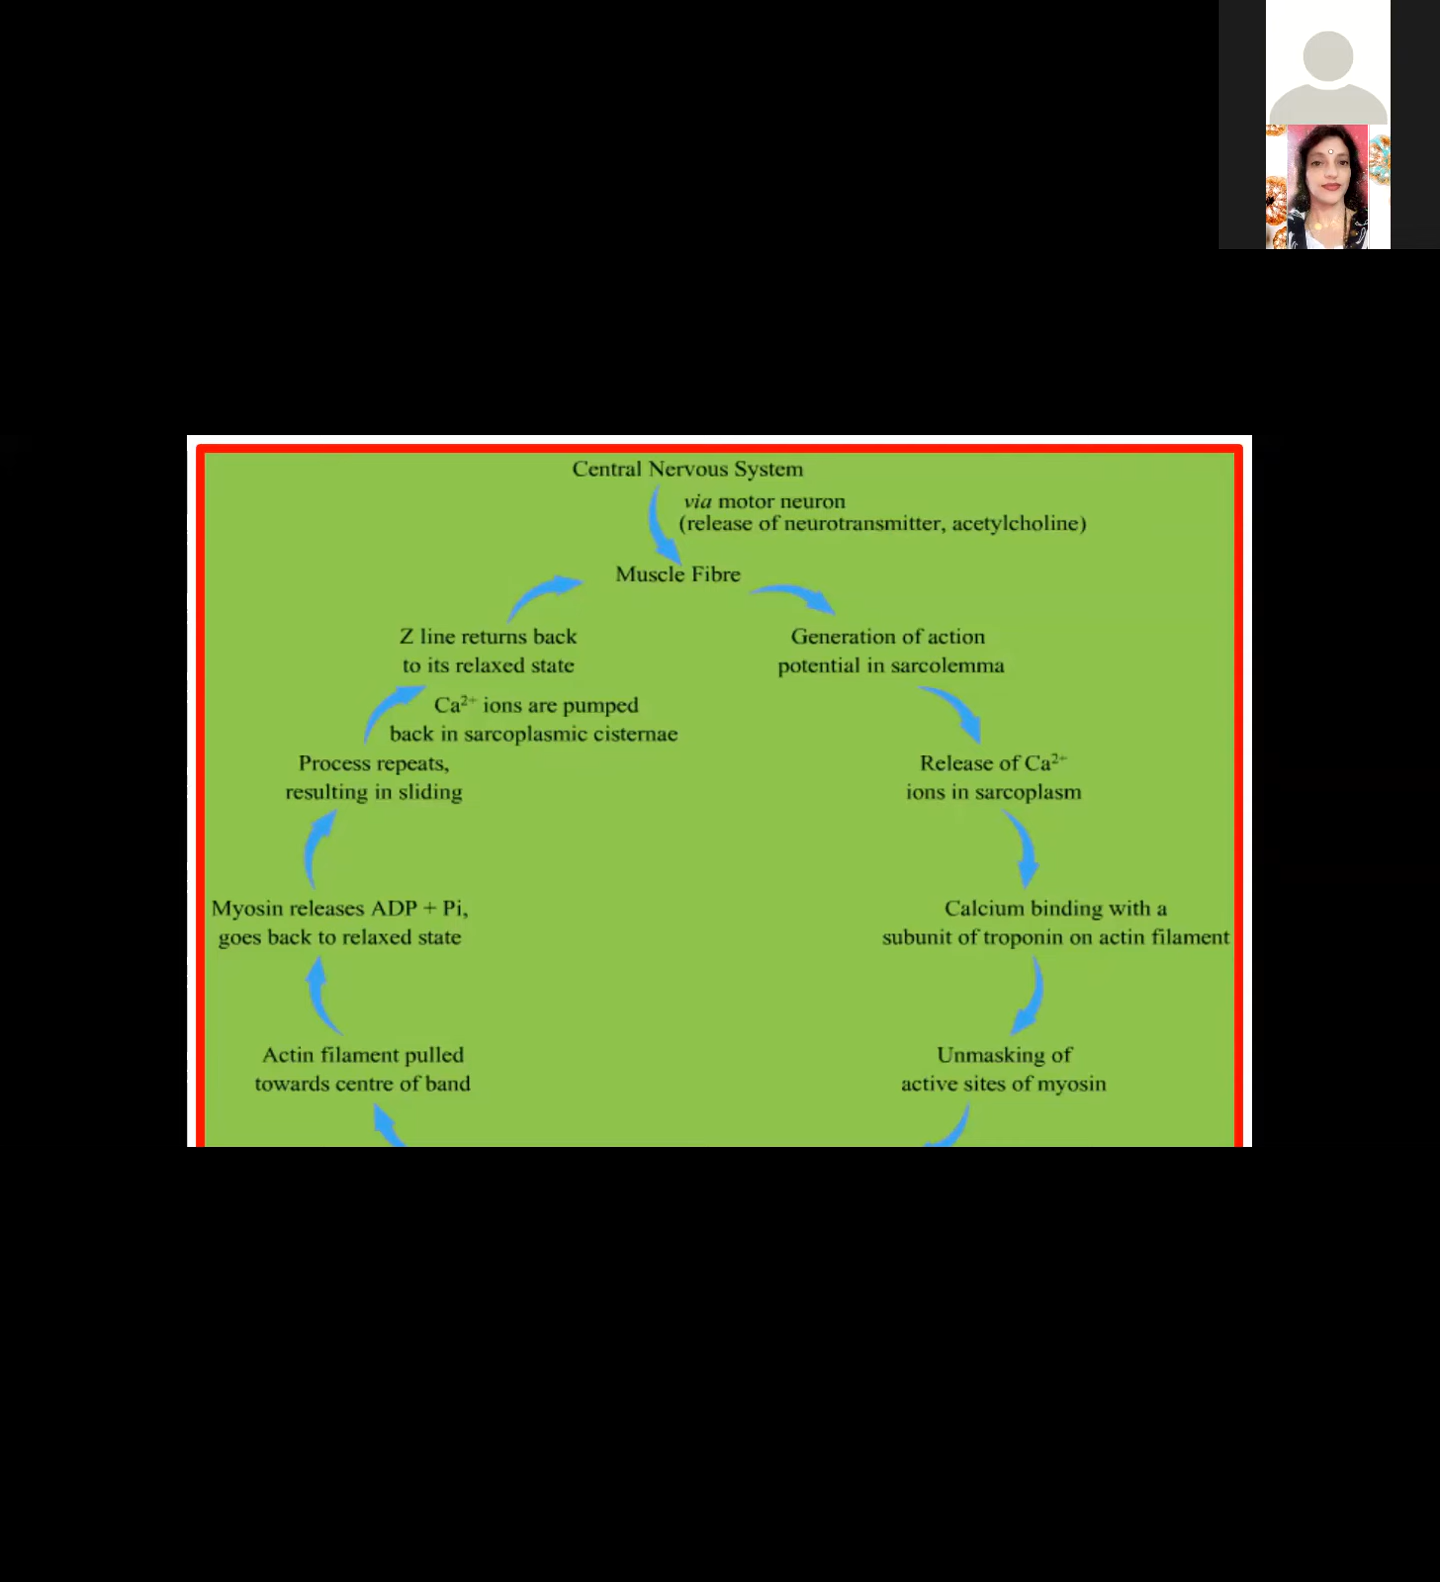 Central Nervous System
via motor neuron
(release of neurotransmitter, acetylcholine)
Muscle Fibre
Generation of action
potential in sarcolemma
Release of Ca²⁺
ions in sarcoplasm
Calcium binding with a
subunit of troponin on actin filament
Unmasking of
active sites of myosin
Actin filament pulled
towards centre of band
Myosin releases ADP + Pi,
goes back to relaxed state
Process repeats,
resulting in sliding
Ca²⁺ ions are pumped
back in sarcoplasmic cisternae
Z line returns back
to its relaxed state